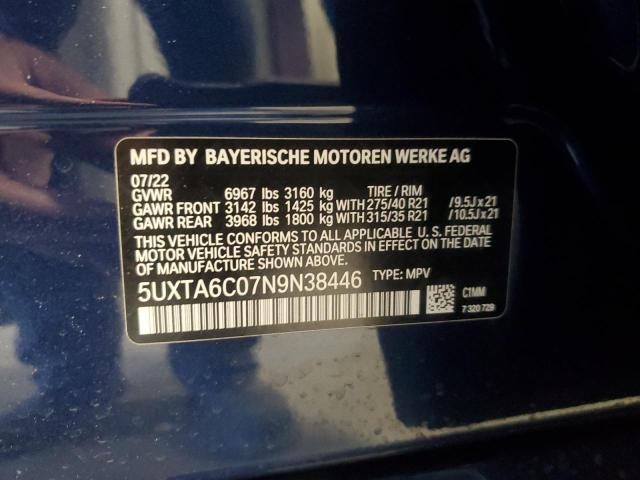 MFD BY BAYERISCHE MOTOREN WERKE AG
07/22
GVWR 6967 lbs 3160 kg TIRE / RIM
GAWR FRONT 3142 lbs 1425 kg WITH 275/40 R21 /9.5J x 21
GAWR REAR 3968 lbs 1800 kg WITH 315/35 R21 /10.5J x 21
THIS VEHICLE CONFORMS TO ALL APPLICABLE U.S. FEDERAL
MOTOR VEHICLE SAFETY STANDARDS IN EFFECT ON THE
DATE OF MANUFACTURE SHOWN ABOVE.
5UXTA6C07N9N38446 TYPE: MPV
C1MM
7 320 729